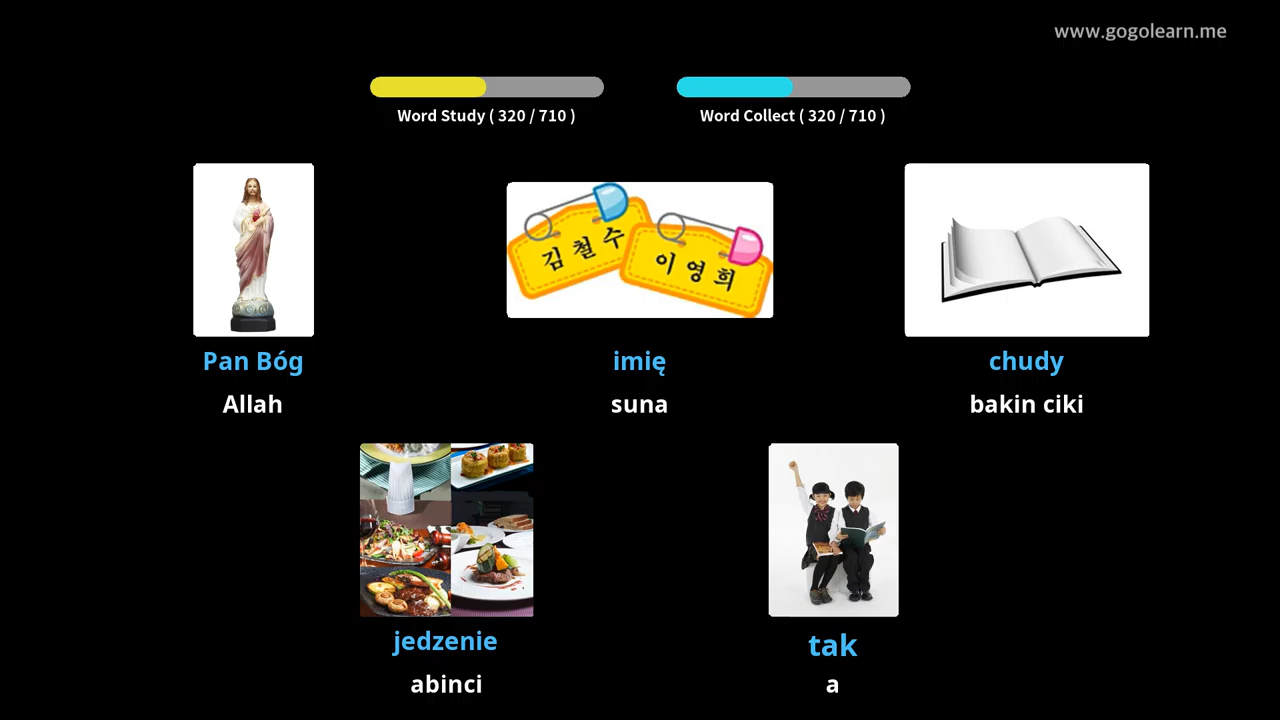 www.gogolearn.me
Word Study ( 320 / 710 )
Word Collect ( 320 / 710 )
김철수
이영희
Pan Bóg
imię
chudy
Allah
suna
bakin ciki
jedzenie
tak
abinci
a